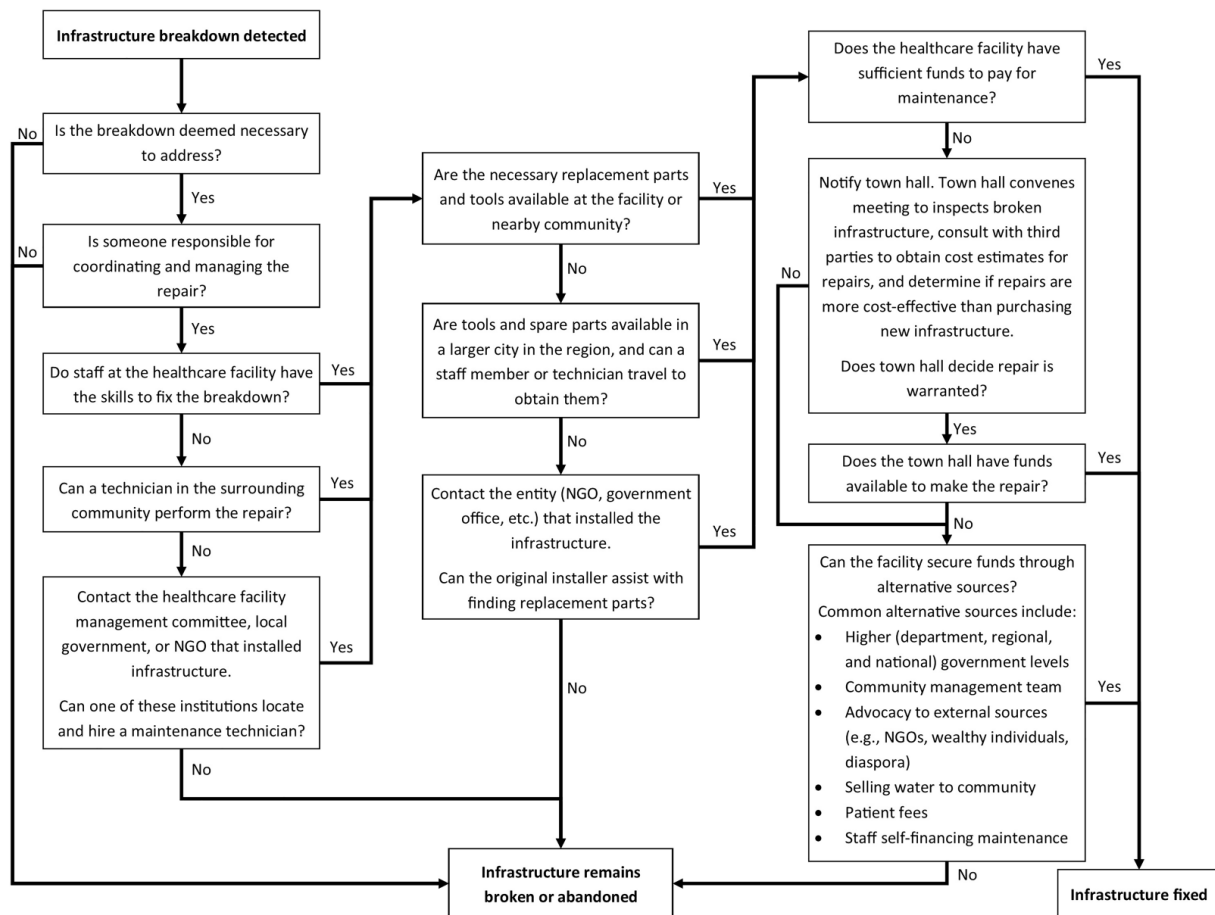 Infrastructure breakdown detected
Is the breakdown deemed necessary
to address?
No
Yes
Is someone responsible for
coordinating and managing the
repair?
No
Yes
Do staff at the healthcare facility have
the skills to fix the breakdown?
Yes
No
Can a technician in the surrounding
community perform the repair?
Yes
No
Contact the healthcare facility
management committee, local
government, or NGO that installed
infrastructure.
Can one of these institutions locate
and hire a maintenance technician?
Yes
No
Are the necessary replacement parts
and tools available at the facility or
nearby community?
Yes
No
Are tools and spare parts available in
a larger city in the region, and can a
staff member or technician travel to
obtain them?
Yes
No
Contact the entity (NGO, government
office, etc.) that installed the
infrastructure.
Can the original installer assist with
finding replacement parts?
Yes
No
Does the healthcare facility have
sufficient funds to pay for
maintenance?
Yes
No
Notify town hall. Town hall convenes
meeting to inspects broken
infrastructure, consult with third
parties to obtain cost estimates for
repairs, and determine if repairs are
more cost-effective than purchasing
new infrastructure.
Does town hall decide repair is
warranted?
No
Yes
Does the town hall have funds
available to make the repair?
Yes
No
Can the facility secure funds through
alternative sources?
Common alternative sources include:
• Higher (department, regional,
and national) government levels
• Community management team
• Advocacy to external sources
(e.g., NGOs, wealthy individuals,
diaspora)
• Selling water to community
• Patient fees
• Staff self-financing maintenance
Yes
No
Infrastructure remains
broken or abandoned
Infrastructure fixed